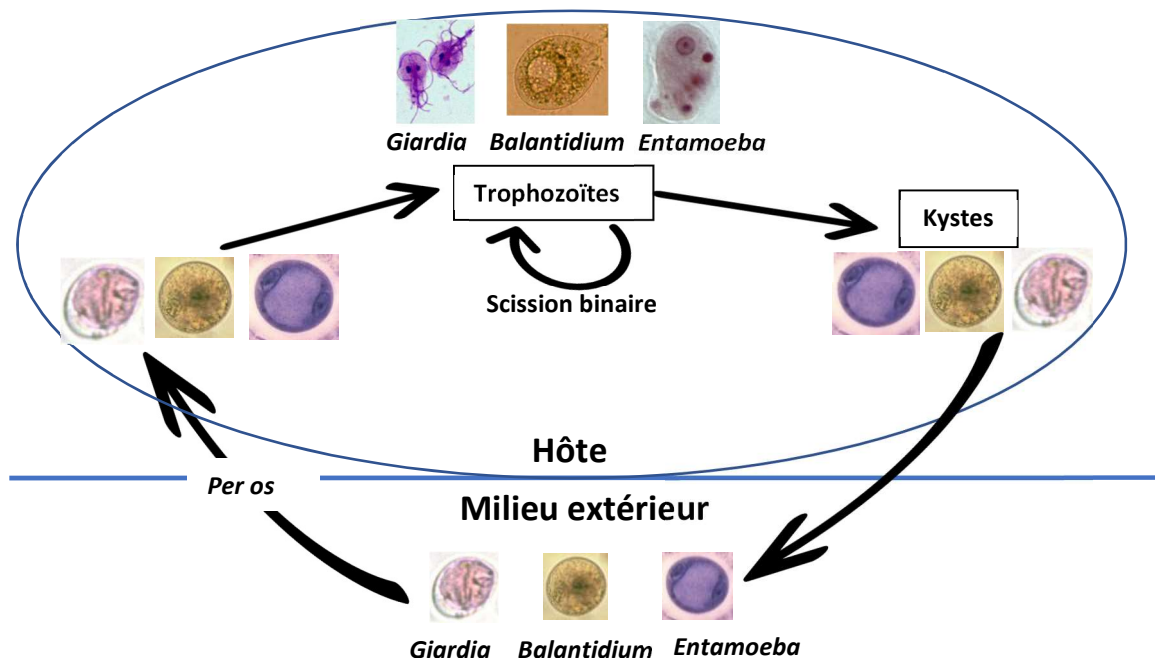 Giardia Balantidium Entamoeba
Trophozoïtes
Kystes
Scission binaire
Hôte
Per os
Milieu extérieur
Giardia Balantidium Entamoeba